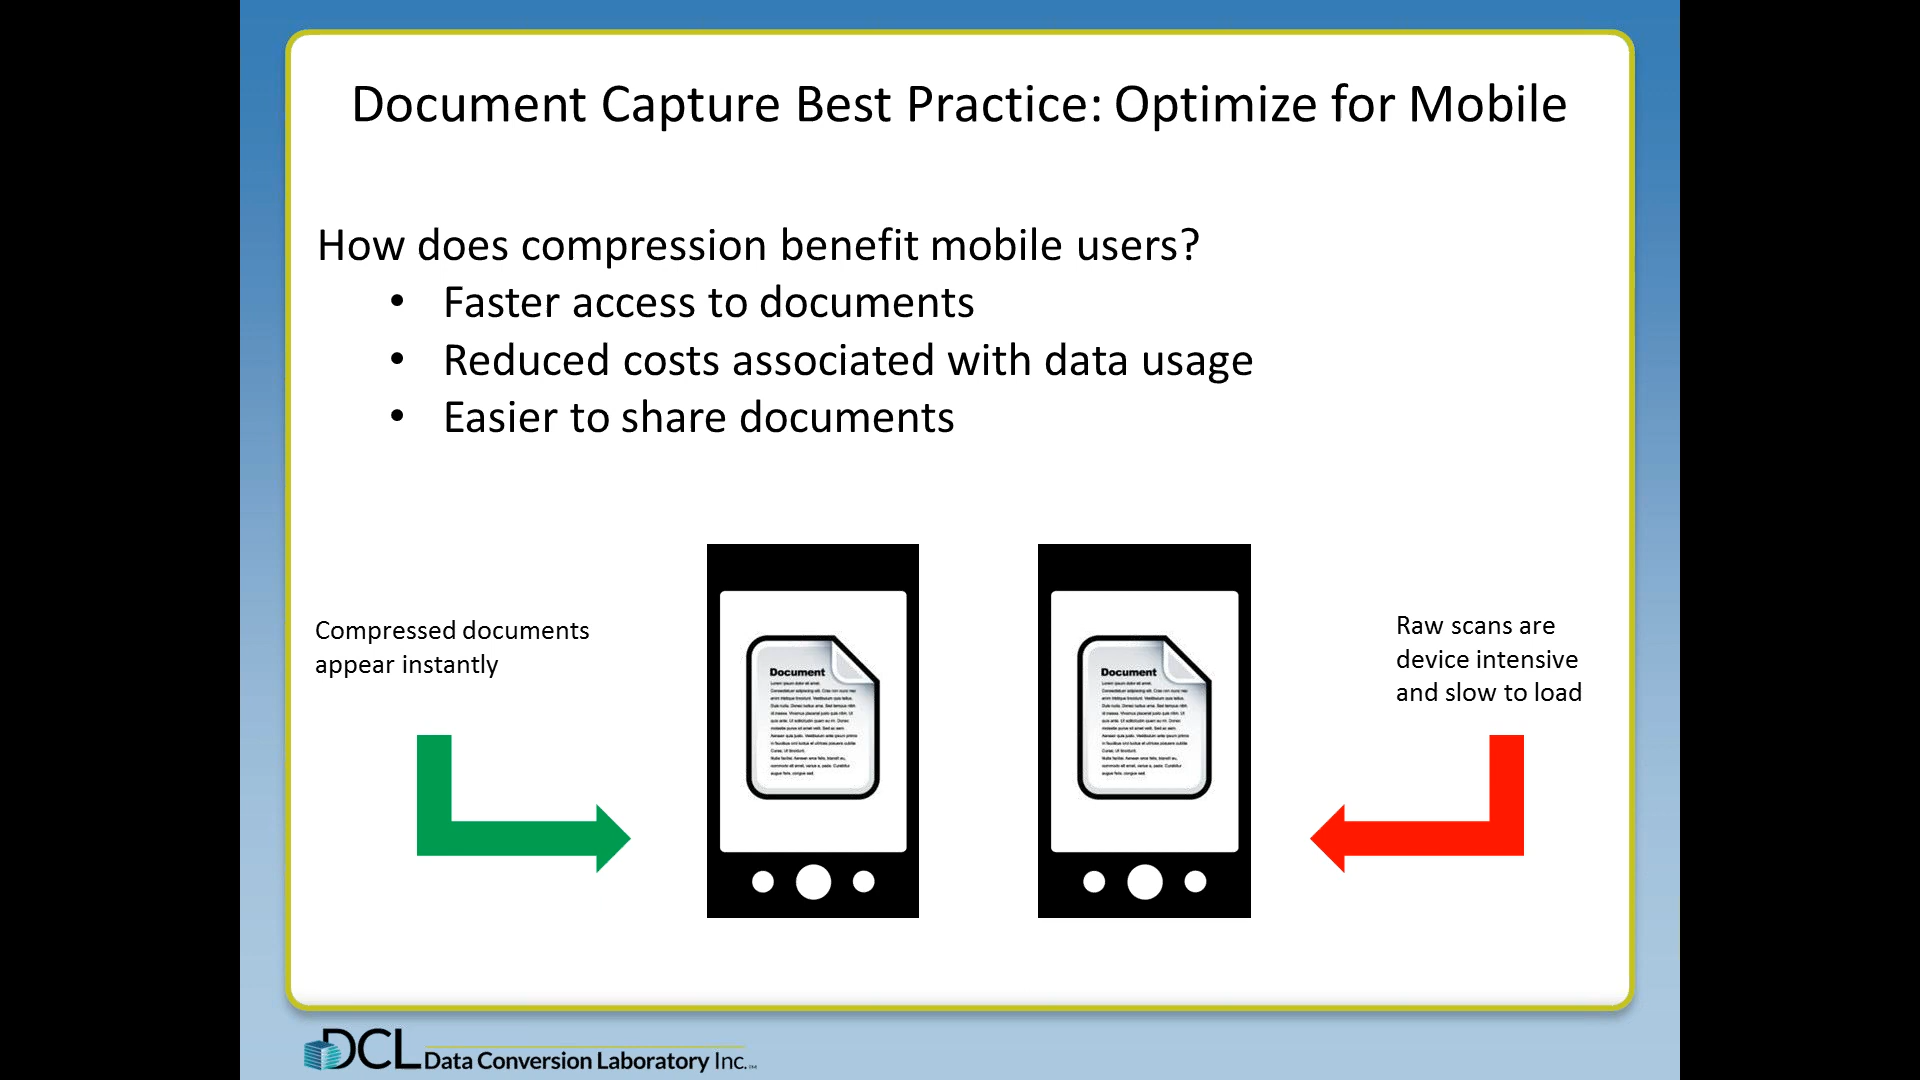 Document Capture Best Practice: Optimize for Mobile
How does compression benefit mobile users?
• Faster access to documents
• Reduced costs associated with data usage
• Easier to share documents
Compressed documents
appear instantly
Document
Document
Raw scans are
device intensive
and slow to load
DCL Data Conversion Laboratory Inc.